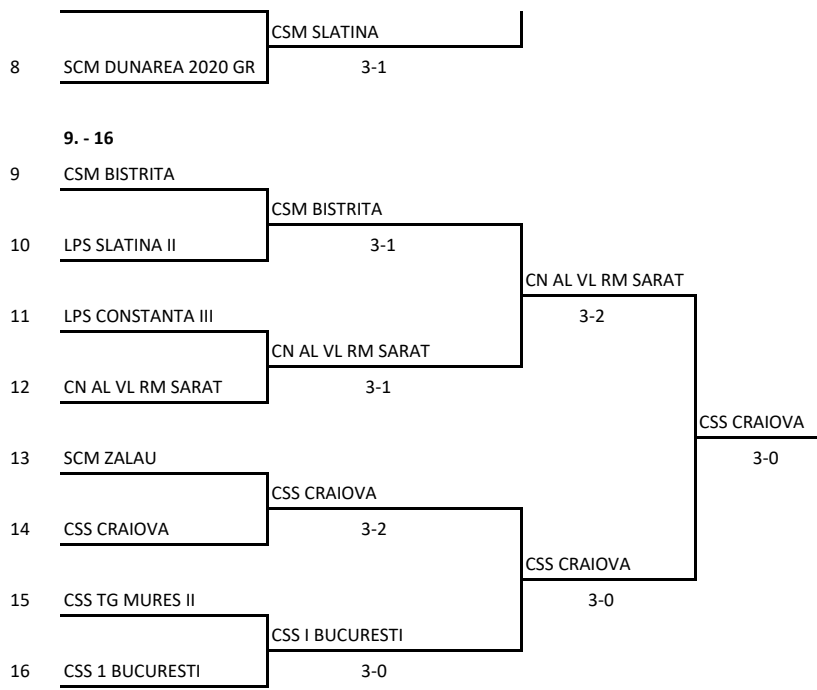 CSM SLATINA
8 SCM DUNAREA 2020 GR 3-1
9. - 16
9 CSM BISTRITA
CSM BISTRITA
10 LPS SLATINA II 3-1
CN AL VL RM SARAT
11 LPS CONSTANTA III 3-2
CN AL VL RM SARAT
12 CN AL VL RM SARAT 3-1
CSS CRAIOVA
13 SCM ZALAU 3-0
CSS CRAIOVA
14 CSS CRAIOVA 3-2
CSS CRAIOVA
15 CSS TG MURES II 3-0
CSS I BUCURESTI
16 CSS 1 BUCURESTI 3-0